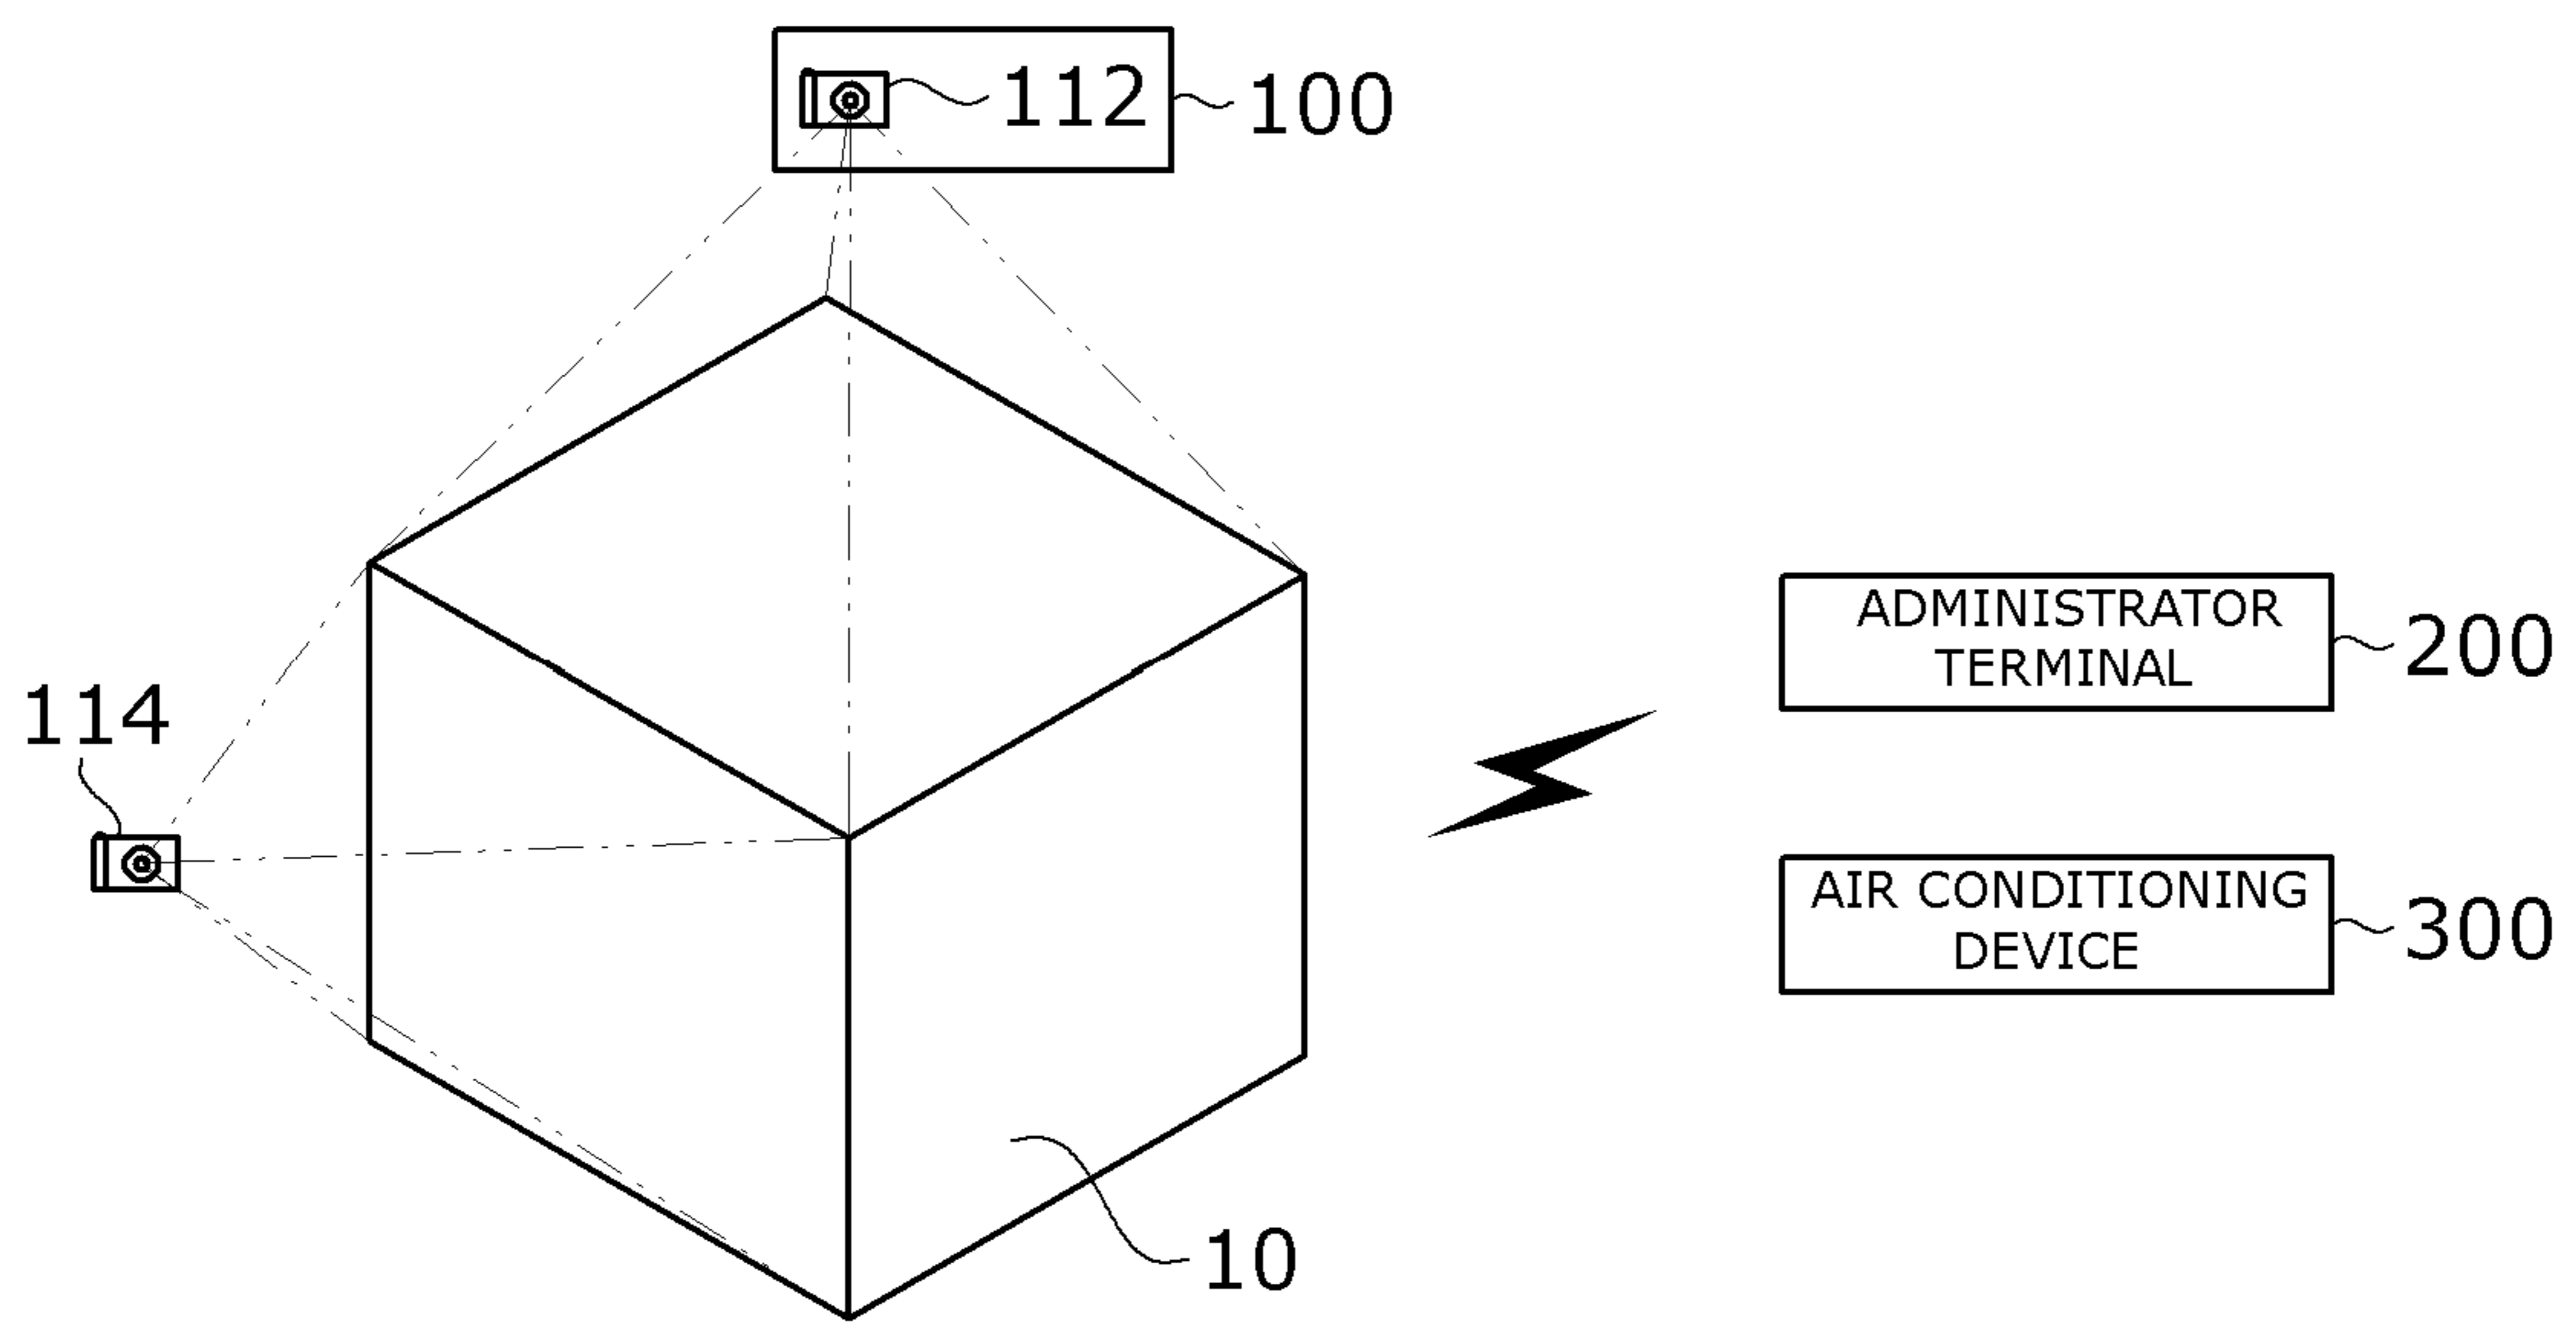 112
100
ADMINISTRATOR
TERMINAL
200
114
AIR CONDITIONING
DEVICE
300
10